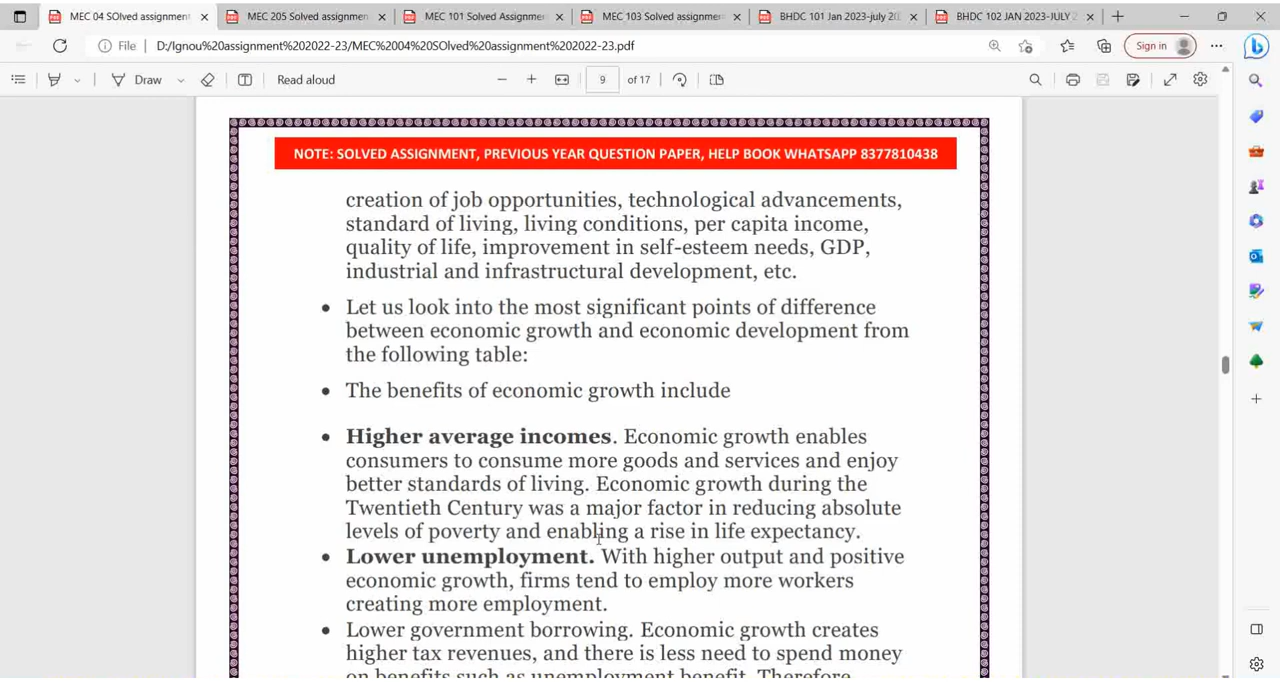 MEC 04 SOlved assignment
MEC 205 Solved assignmen
MEC 101 Solved Assignme
MEC 103 Solved assignmen
BHDC 101 Jan 2023-july 20
BHDC 102 JAN 2023-JULY 2
File
D:/Ignou%20assignment%202022-23/MEC%2004%20SOlved%20assignment%202022-23.pdf
Sign in
Draw
Read aloud
9
of 17
NOTE: SOLVED ASSIGNMENT, PREVIOUS YEAR QUESTION PAPER, HELP BOOK WHATSAPP 8377810438
creation of job opportunities, technological advancements,
standard of living, living conditions, per capita income,
quality of life, improvement in self-esteem needs, GDP,
industrial and infrastructural development, etc.
• Let us look into the most significant points of difference
between economic growth and economic development from
the following table:
• The benefits of economic growth include
• Higher average incomes. Economic growth enables
consumers to consume more goods and services and enjoy
better standards of living. Economic growth during the
Twentieth Century was a major factor in reducing absolute
levels of poverty and enabling a rise in life expectancy.
• Lower unemployment. With higher output and positive
economic growth, firms tend to employ more workers
creating more employment.
• Lower government borrowing. Economic growth creates
higher tax revenues, and there is less need to spend money
on benefits such as unemployment benefit. Therefore